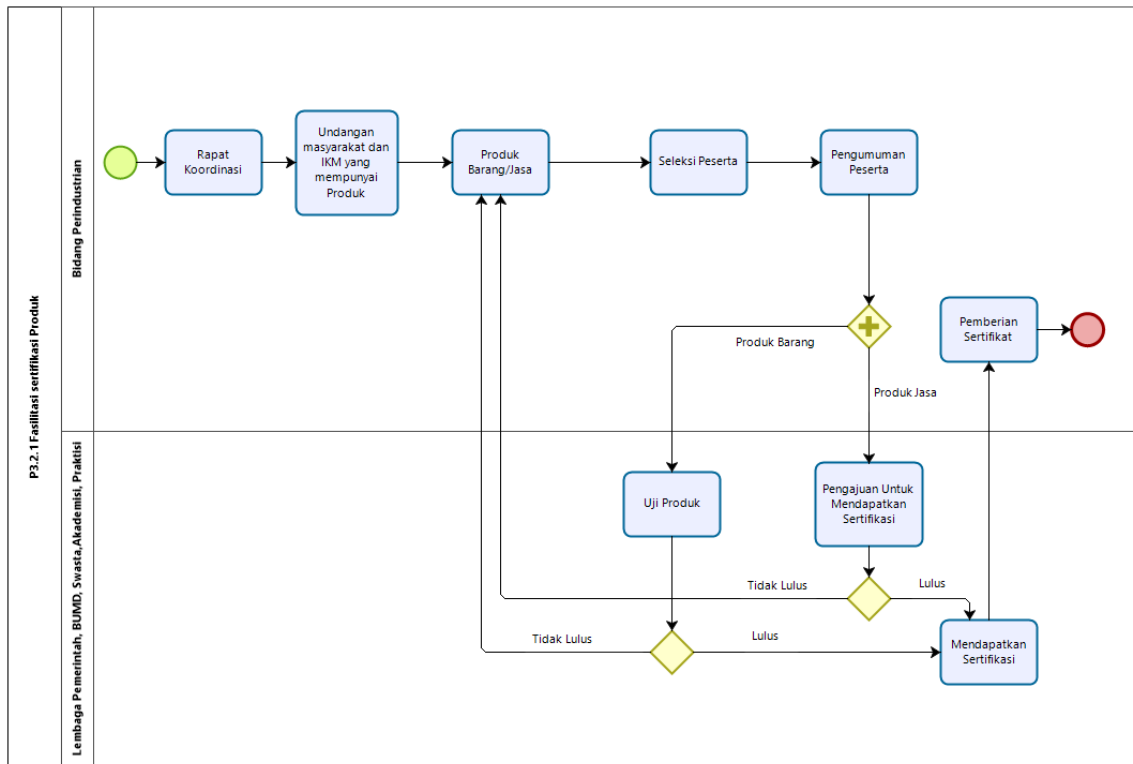 P3.2.1 Fasilitasi sertifikasi Produk
Bidang Perindustrian
Rapat
Koordinasi
Undangan
masyarakat dan
IKM yang
mempunyai
Produk
Produk
Barang/Jasa
Seleksi Peserta
Pengumuman
Peserta
Produk Barang
Produk Jasa
Pemberian
Sertifikat
Lembaga Pemerintah, BUMD, Swasta,Akademisi, Praktisi
Uji Produk
Pengajuan Untuk
Mendapatkan
Sertifikasi
Tidak Lulus
Lulus
Tidak Lulus
Lulus
Mendapatkan
Sertifikasi